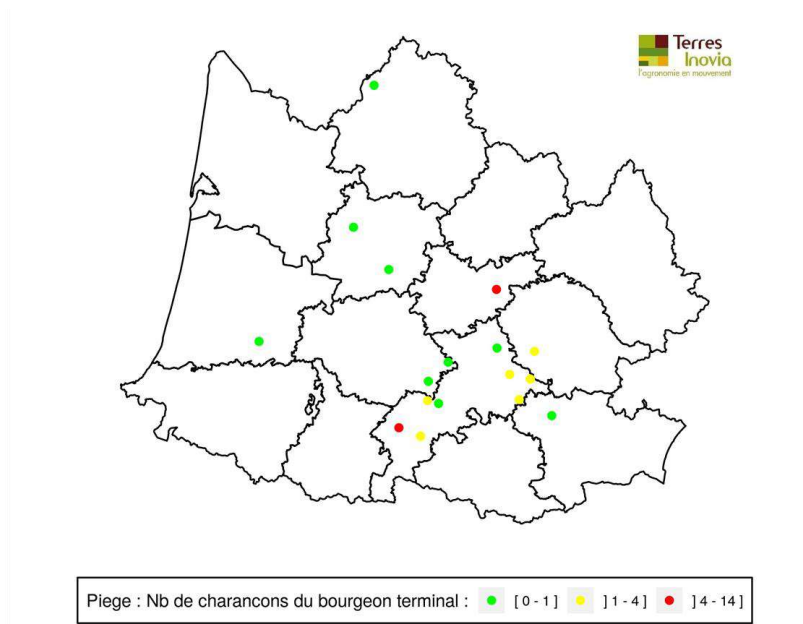 Terres
Inovia
l'agronomie en mouvement
Piege : Nb de charancons du bourgeon terminal : [ 0 - 1 ] ] 1 - 4 ] ] 4 - 14 ]